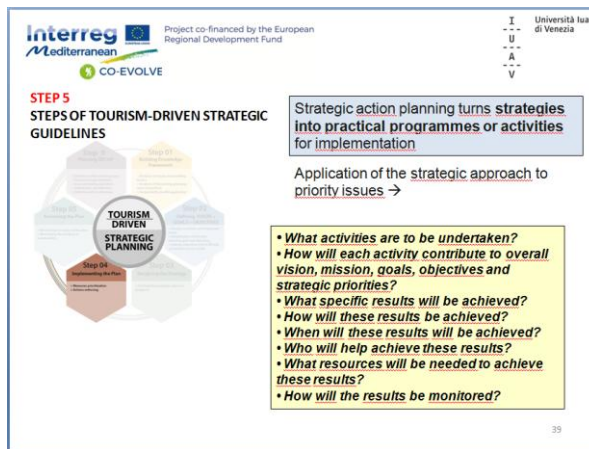 Interreg
Mediterranean
CO-EVOLVE
Project co-financed by the European
Regional Development Fund
I
U
A
V
Università Iua
di Venezia
STEP 5
STEPS OF TOURISM-DRIVEN STRATEGIC
GUIDELINES
TOURISM
DRIVEN
STRATEGIC
PLANNING
Step 04
Implementing the Plan
Strategic action planning turns strategies
into practical programmes or activities
for implementation
Application of the strategic approach to
priority issues →
• What activities are to be undertaken?
• How will each activity contribute to overall
vision, mission, goals, objectives and
strategic priorities?
• What specific results will be achieved?
• How will these results be achieved?
• When will these results will be achieved?
• Who will help achieve these results?
• What resources will be needed to achieve
these results?
• How will the results be monitored?
39